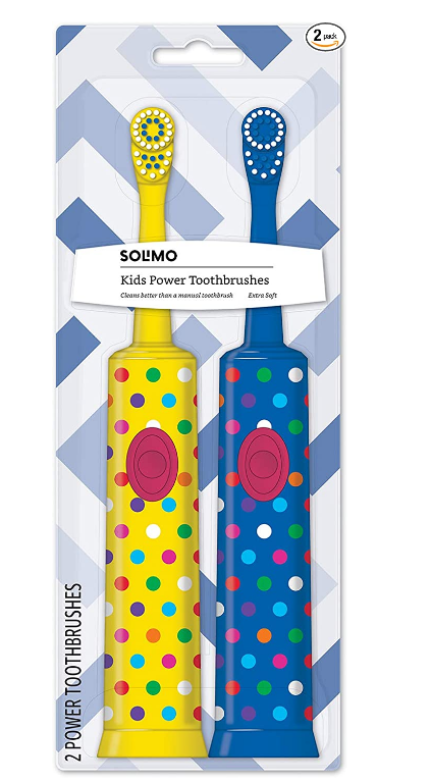 2 pack
SOLIMO
Kids Power Toothbrushes
Cleans better than a manual toothbrush Extra Soft
2 POWER TOOTHBRUSHES